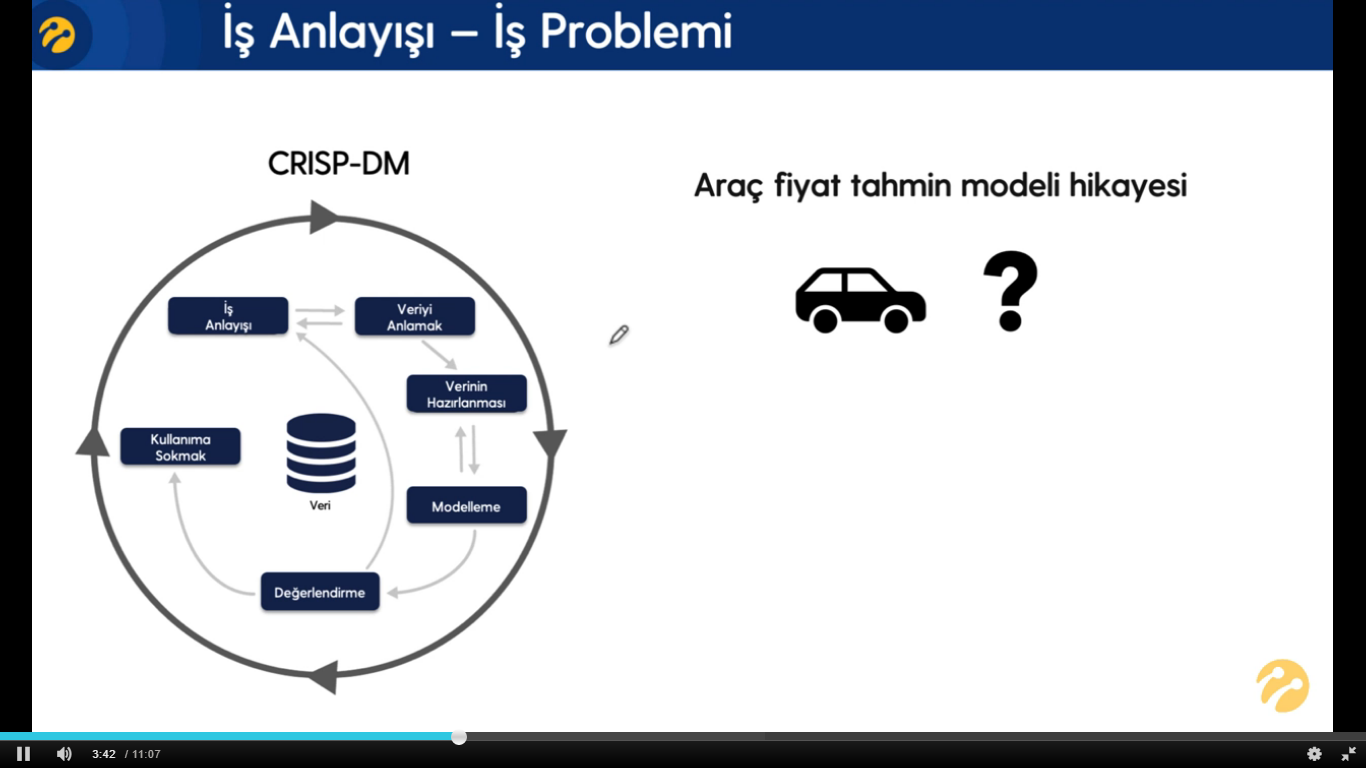 İş Anlayışı – İş Problemi
CRISP-DM
Araç fiyat tahmin modeli hikayesi
?
İş
Anlayışı
Veriyi
Anlamak
Verinin
Hazırlanması
Kullanıma
Sokmak
Veri
Modelleme
Değerlendirme
3:42 / 11:07